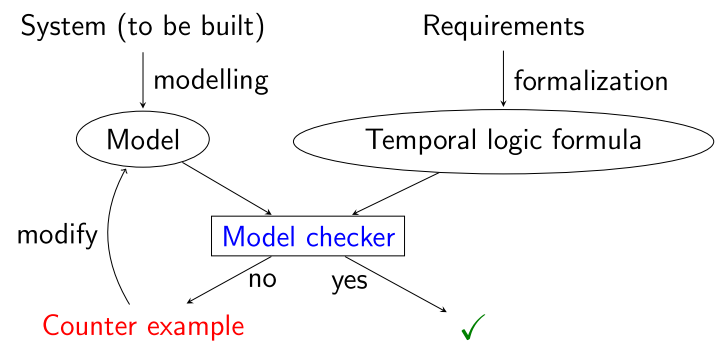 System (to be built)
Requirements
modelling
formalization
Model
Temporal logic formula
modify
Model checker
no
yes
Counter example
✓